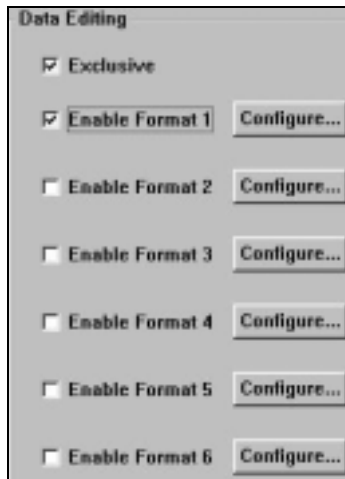 Data Editing
Exclusive
Enable Format 1 Configure...
Enable Format 2 Configure...
Enable Format 3 Configure...
Enable Format 4 Configure...
Enable Format 5 Configure...
Enable Format 6 Configure...